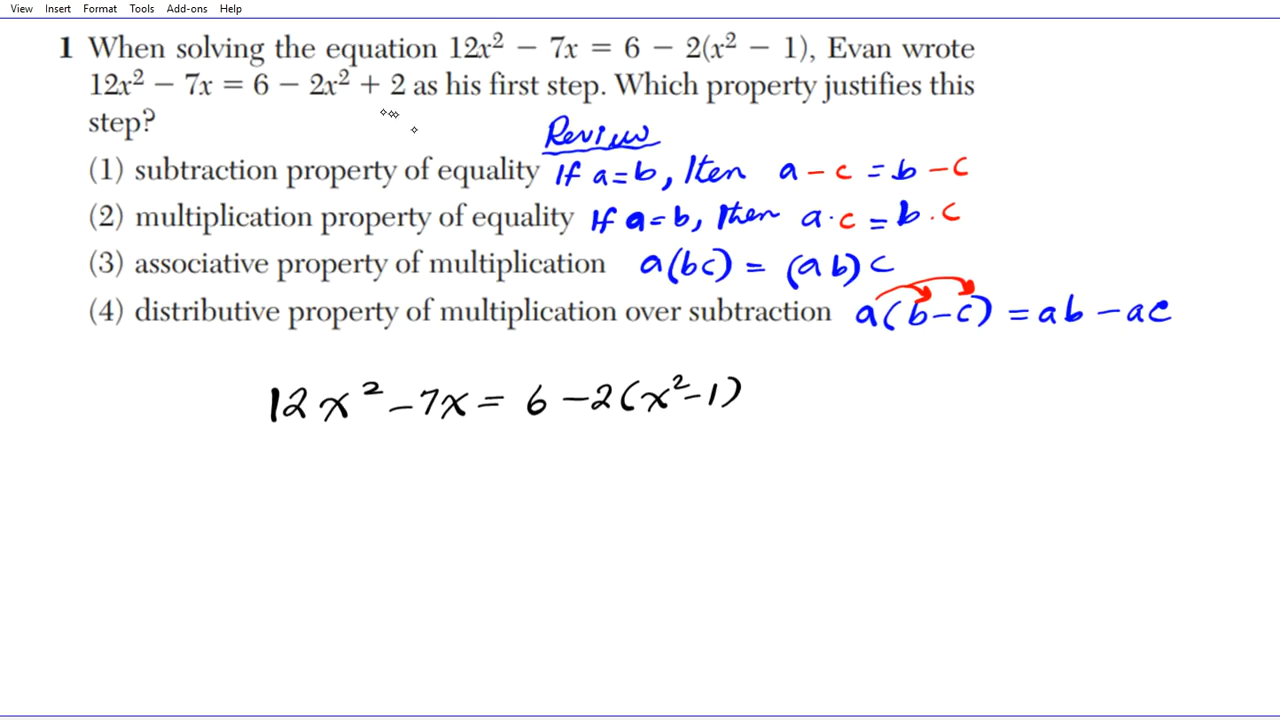 View Insert Format Tools Add-ons Help
1 When solving the equation 12x² − 7x = 6 − 2(x² − 1), Evan wrote
12x² − 7x = 6 − 2x² + 2 as his first step. Which property justifies this
step?
Review
(1) subtraction property of equality If a = b, then a − c = b − c
(2) multiplication property of equality If a = b, then a · c = b · c
(3) associative property of multiplication a(bc) = (ab)c
(4) distributive property of multiplication over subtraction a(b−c) = ab − ac
12x² − 7x = 6 − 2(x² − 1)